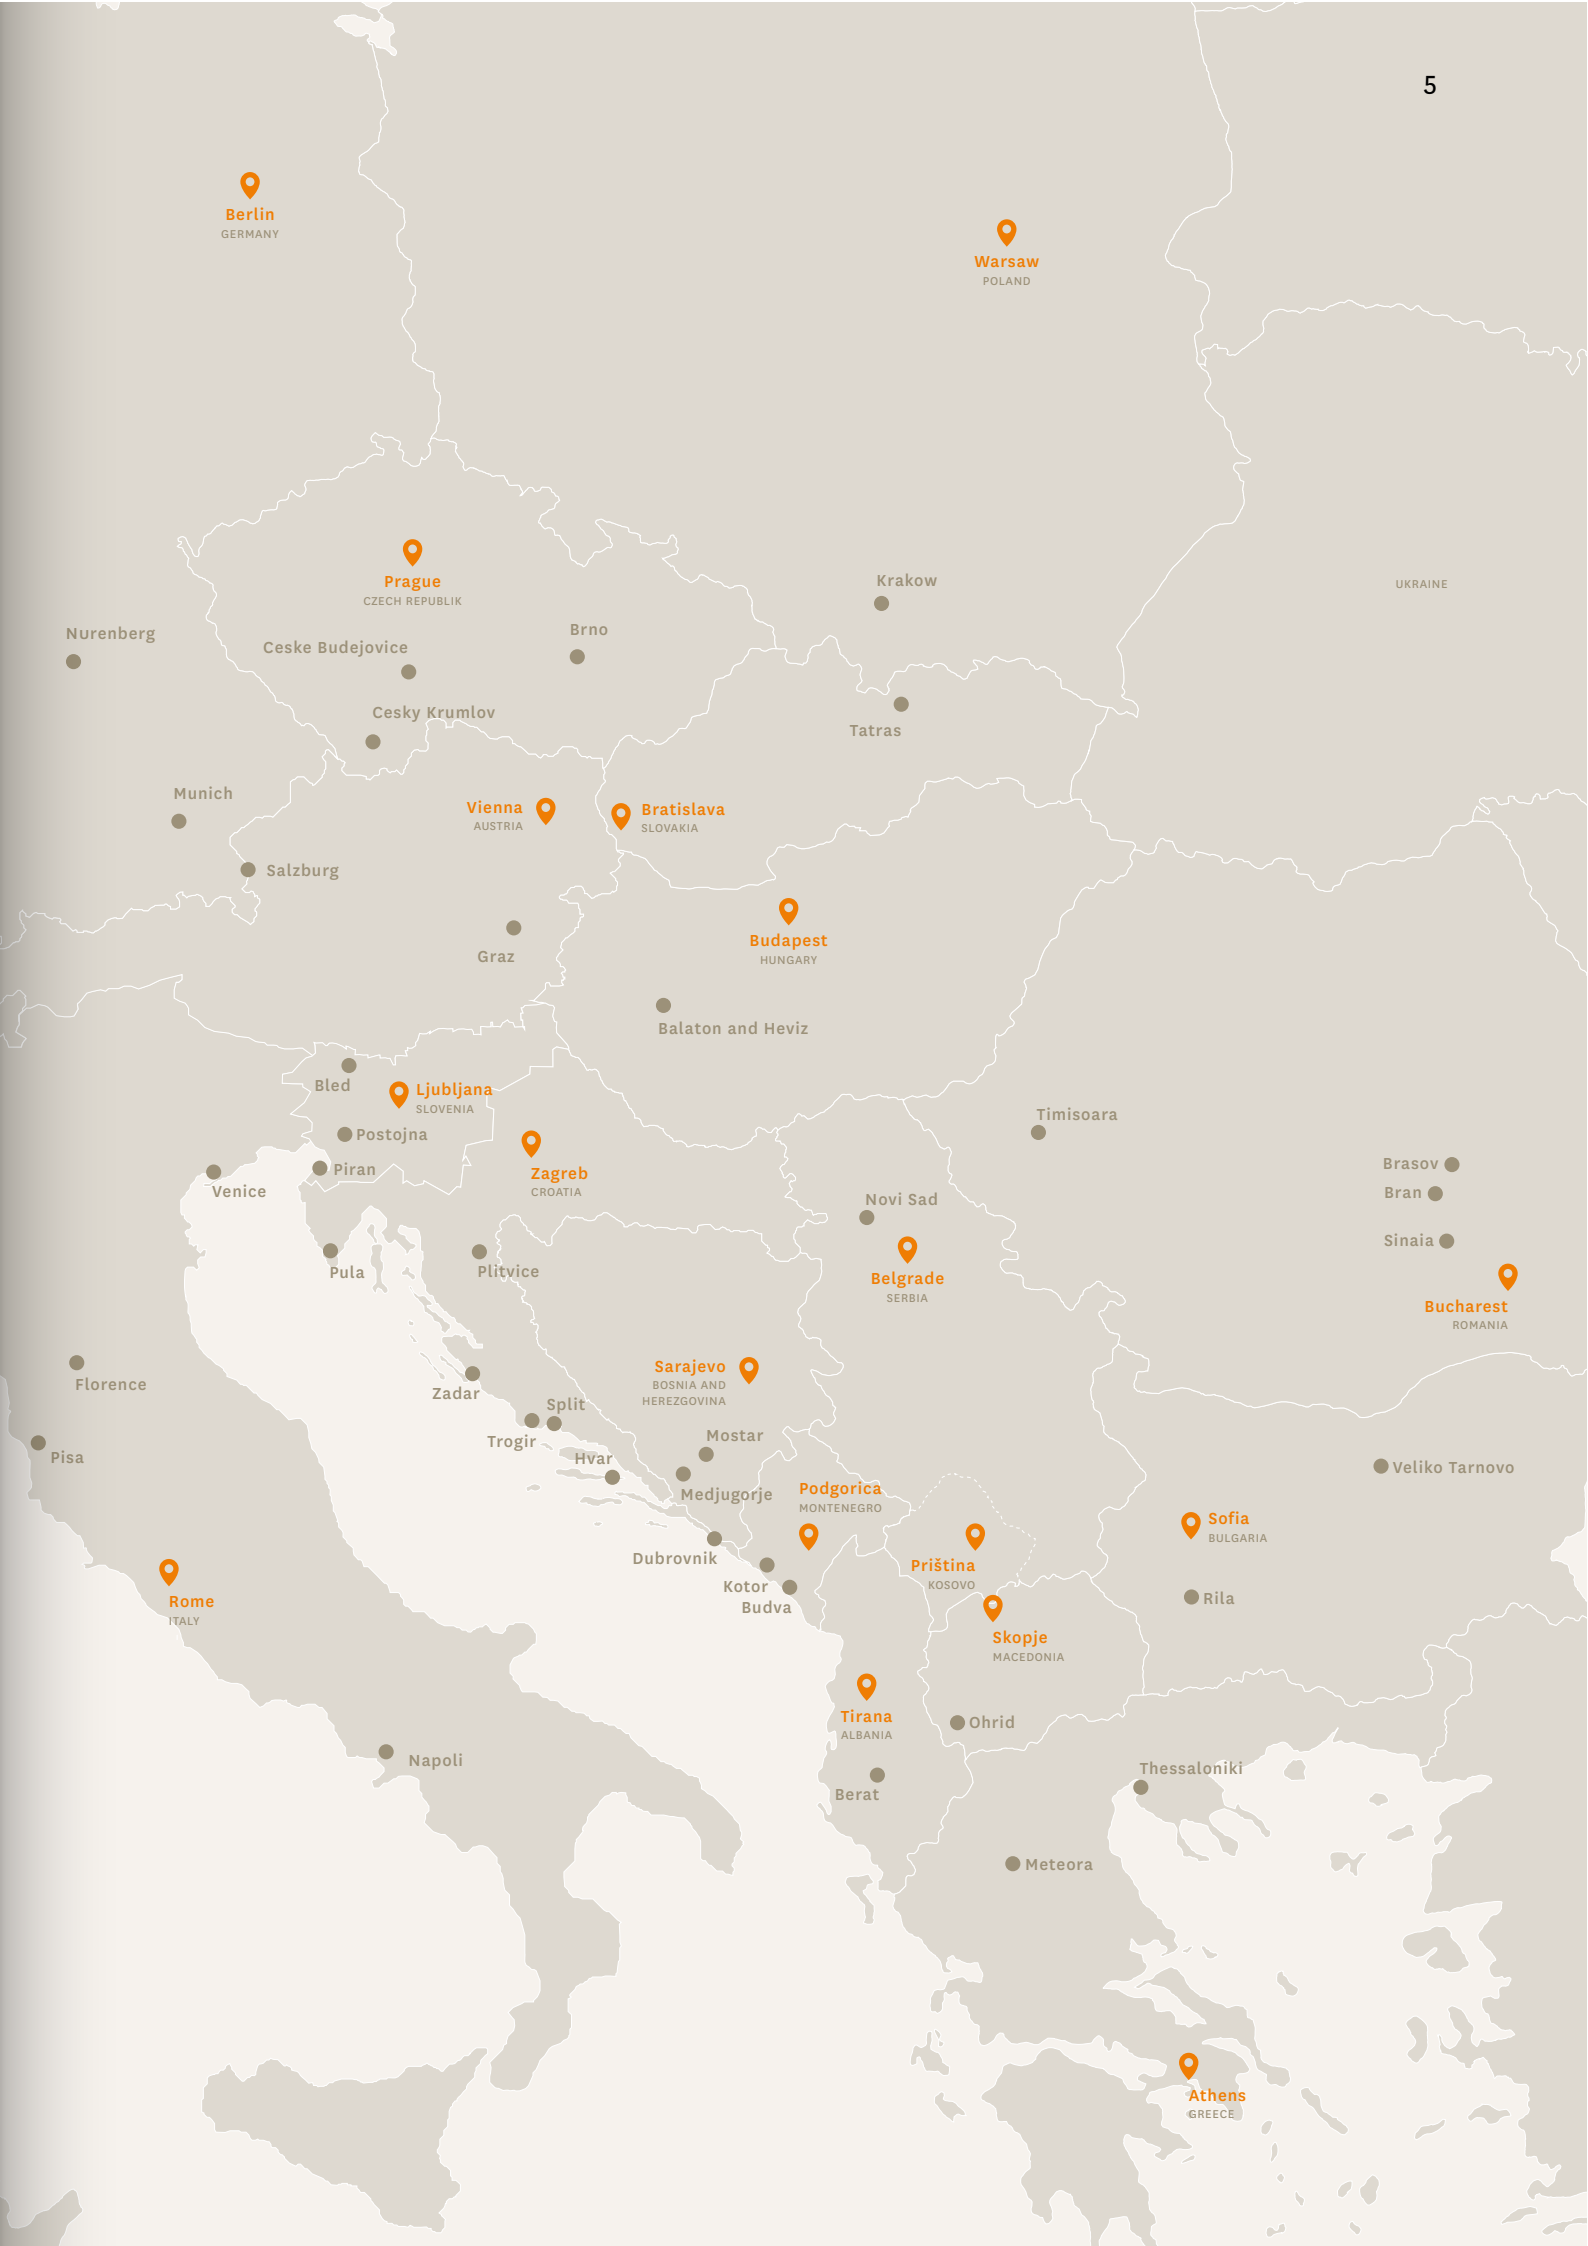 5
Berlin
GERMANY
Warsaw
POLAND
Prague
CZECH REPUBLIK
Krakow
UKRAINE
Nurenberg
Ceske Budejovice
Brno
Cesky Krumlov
Tatras
Munich
Vienna
AUSTRIA
Bratislava
SLOVAKIA
Salzburg
Graz
Budapest
HUNGARY
Balaton and Heviz
Bled
Ljubljana
SLOVENIA
Postojna
Timisoara
Piran
Zagreb
CROATIA
Venice
Brasov
Bran
Novi Sad
Sinaia
Pula
Plitvice
Belgrade
SERBIA
Bucharest
ROMANIA
Florence
Zadar
Sarajevo
BOSNIA AND
HEREZGOVINA
Split
Trogir
Mostar
Pisa
Hvar
Medjugorje
Podgorica
MONTENEGRO
Veliko Tarnovo
Sofia
BULGARIA
Dubrovnik
Priština
KOSOVO
Kotor
Budva
Rila
Rome
ITALY
Skopje
MACEDONIA
Tirana
ALBANIA
Ohrid
Napoli
Thessaloniki
Berat
Meteora
Athens
GREECE